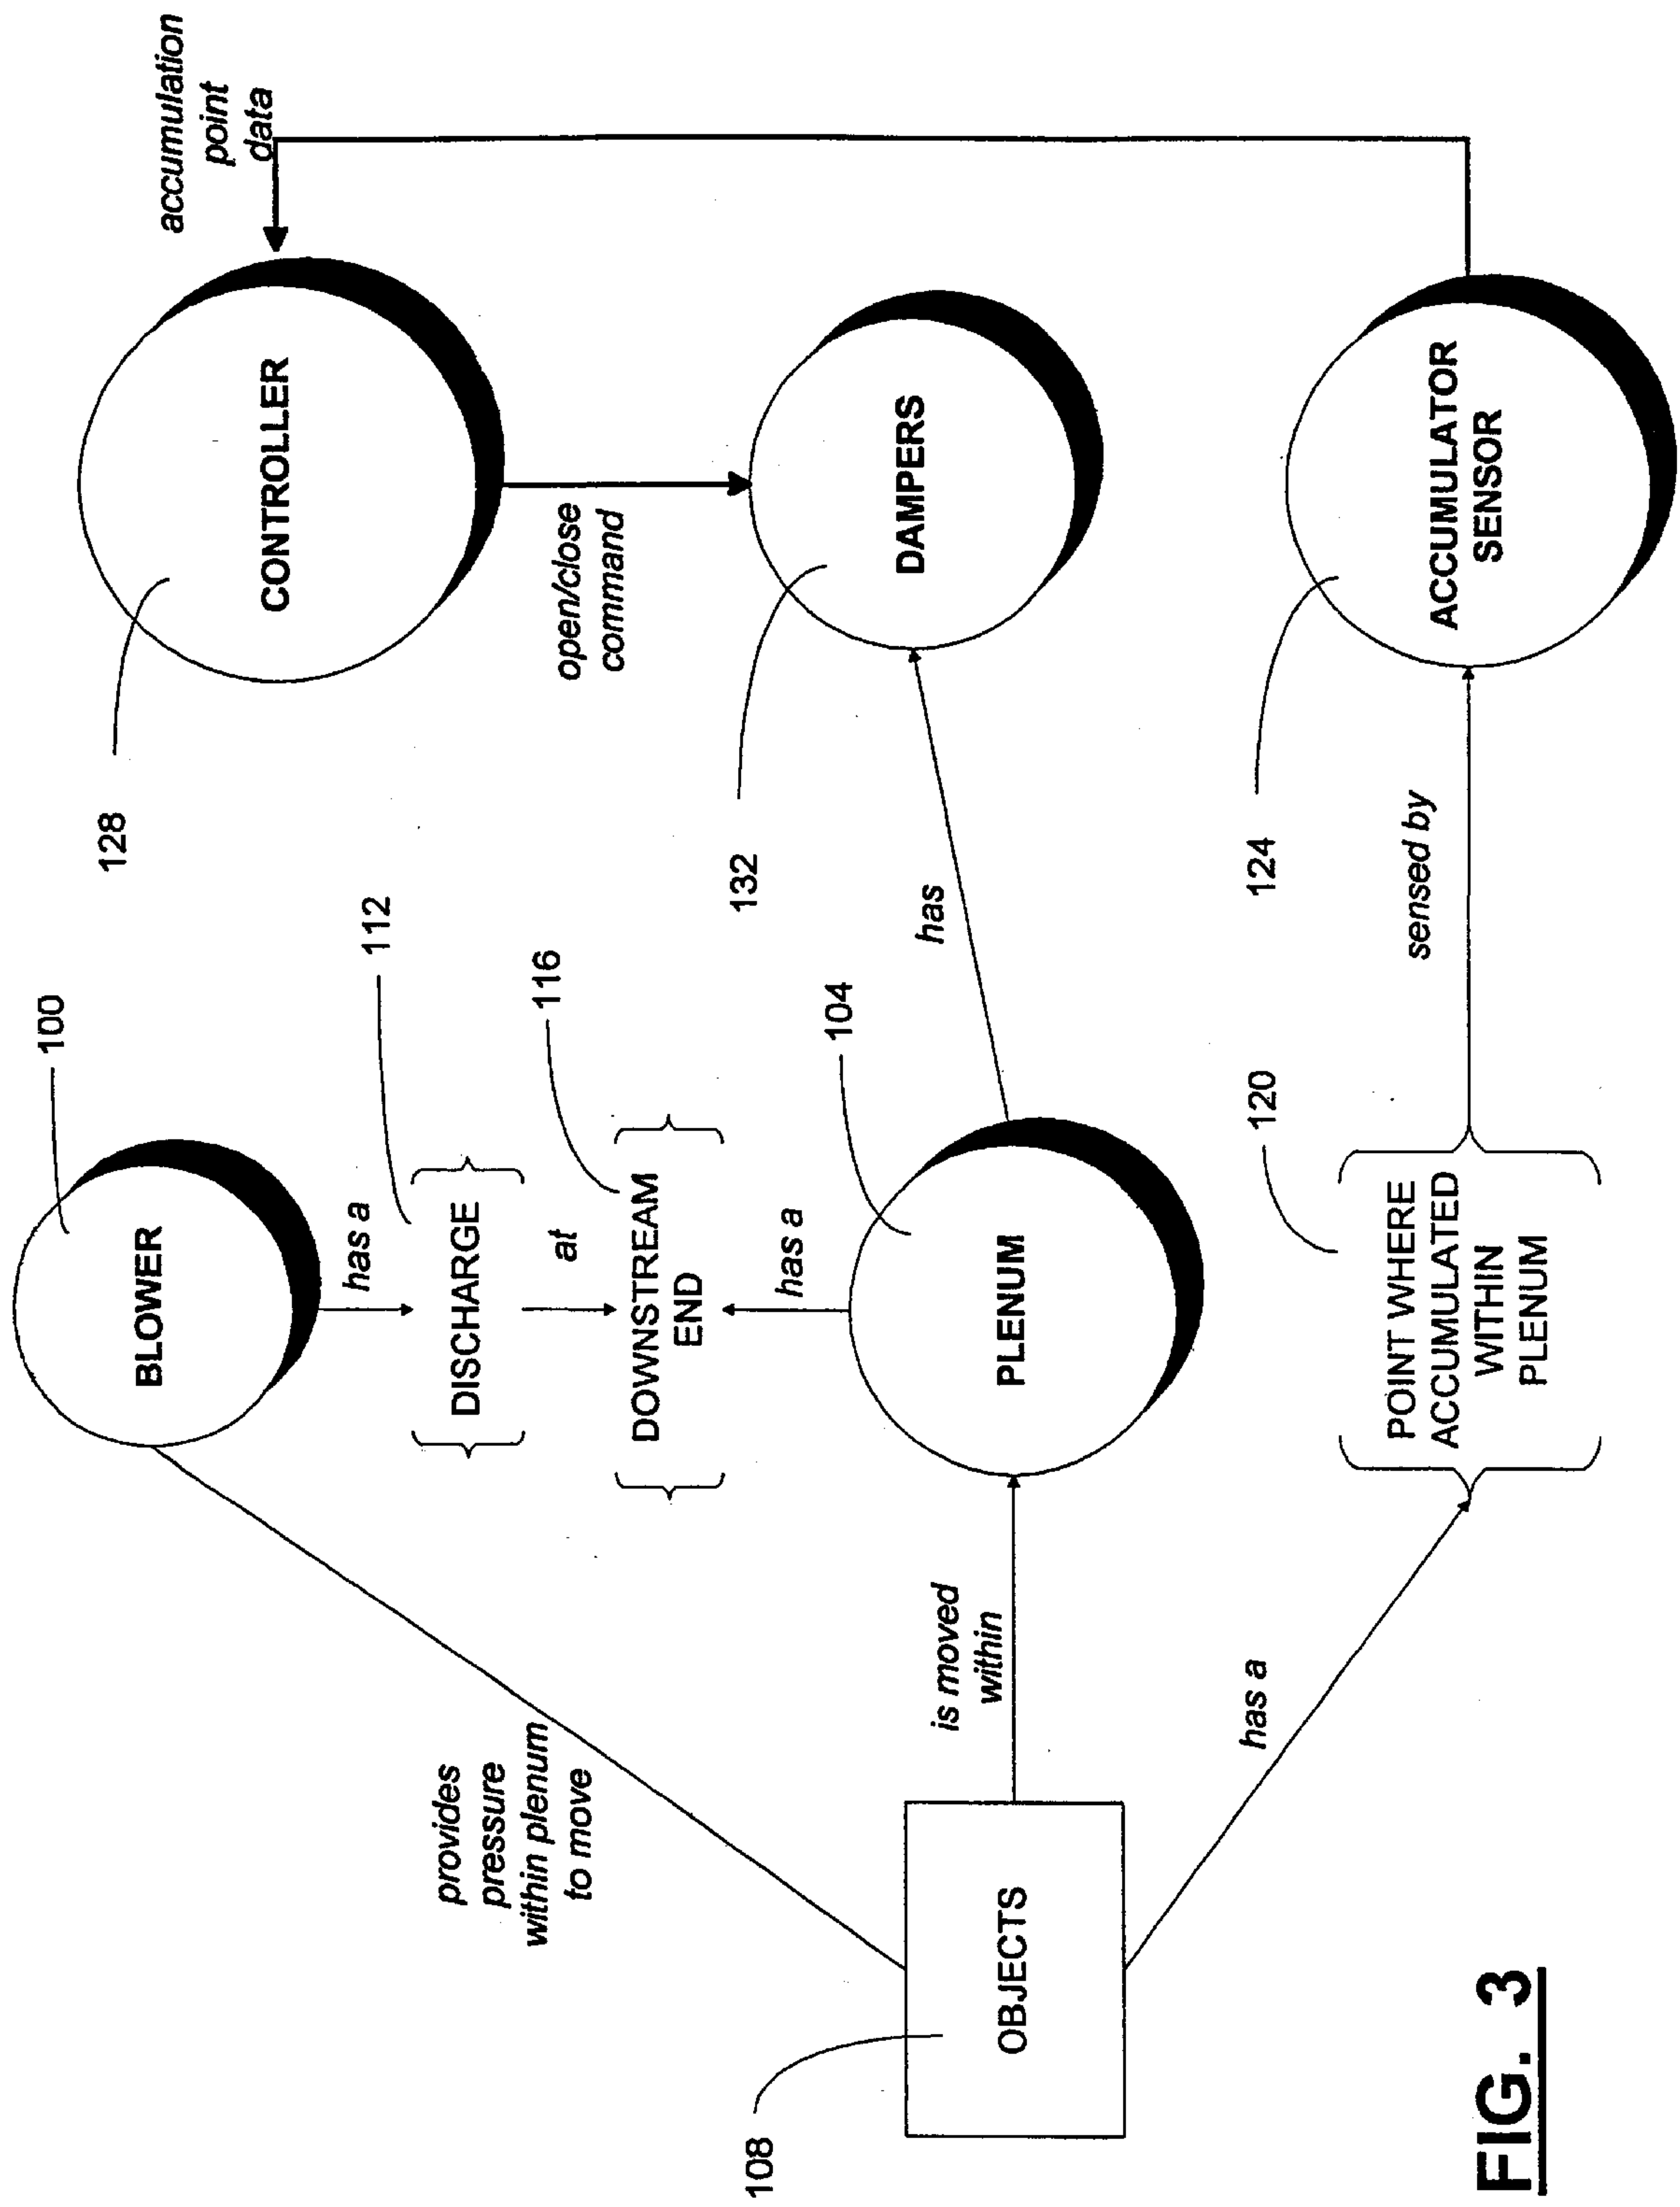 100
BLOWER
has a
112
DISCHARGE
at
116
DOWNSTREAM
END
has a
104
PLENUM
provides
pressure
within plenum
to move
108
OBJECTS
is moved
within
has a
120
POINT WHERE
ACCUMULATED
WITHIN
PLENUM
sensed by
124
ACCUMULATOR
SENSOR
has
132
DAMPERS
open/close
command
128
CONTROLLER
accumulation
point
data
FIG. 3